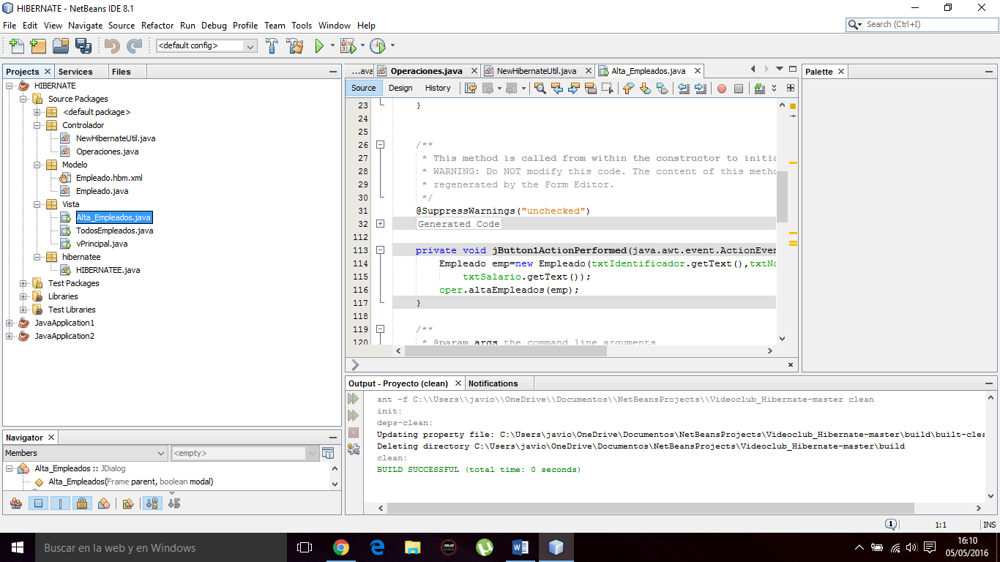 HIBERNATE - NetBeans IDE 8.1
File Edit View Navigate Source Refactor Run Debug Profile Team Tools Window Help
Search (Ctrl+I)
<default config>
Projects
Services
Files
HIBERNATE
Source Packages
<default package>
Controlador
NewHibernateUtil.java
Operaciones.java
Modelo
Empleado.hbm.xml
Empleado.java
Vista
Alta_Empleados.java
TodosEmpleados.java
vPrincipal.java
hibernatee
HIBERNATEE.java
Test Packages
Libraries
Test Libraries
JavaApplication1
JavaApplication2
Navigator
Members
<empty>
Alta_Empleados :: JDialog
Alta_Empleados(Frame parent, boolean modal)
...ava Operaciones.java NewHibernateUtil.java Alta_Empleados.java
Source Design History
23 }
24
25
26 /**
27 * This method is called from within the constructor to initia
28 * WARNING: Do NOT modify this code. The content of this metho
29 * regenerated by the Form Editor.
30 */
31 @SuppressWarnings("unchecked")
32 Generated Code
112
113 private void jButton1ActionPerformed(java.awt.event.ActionEven
114 Empleado emp=new Empleado(txtIdentificador.getText(),txtNo
115 txtSalario.getText());
116 oper.altaEmpleados(emp);
117 }
118
119 /**
120 * @param args the command line arguments
Palette
Output - Proyecto (clean)
Notifications
ant -f C:\\Users\\javio\\OneDrive\\Documentos\\NetBeansProjects\\Videoclub_Hibernate-master clean
init:
deps-clean:
Updating property file: C:\Users\javio\OneDrive\Documentos\NetBeansProjects\Videoclub_Hibernate-master\build\built-clea
Deleting directory C:\Users\javio\OneDrive\Documentos\NetBeansProjects\Videoclub_Hibernate-master\build
clean:
BUILD SUCCESSFUL (total time: 0 seconds)
1
1:1
INS
Buscar en la web y en Windows
16:10
05/05/2016